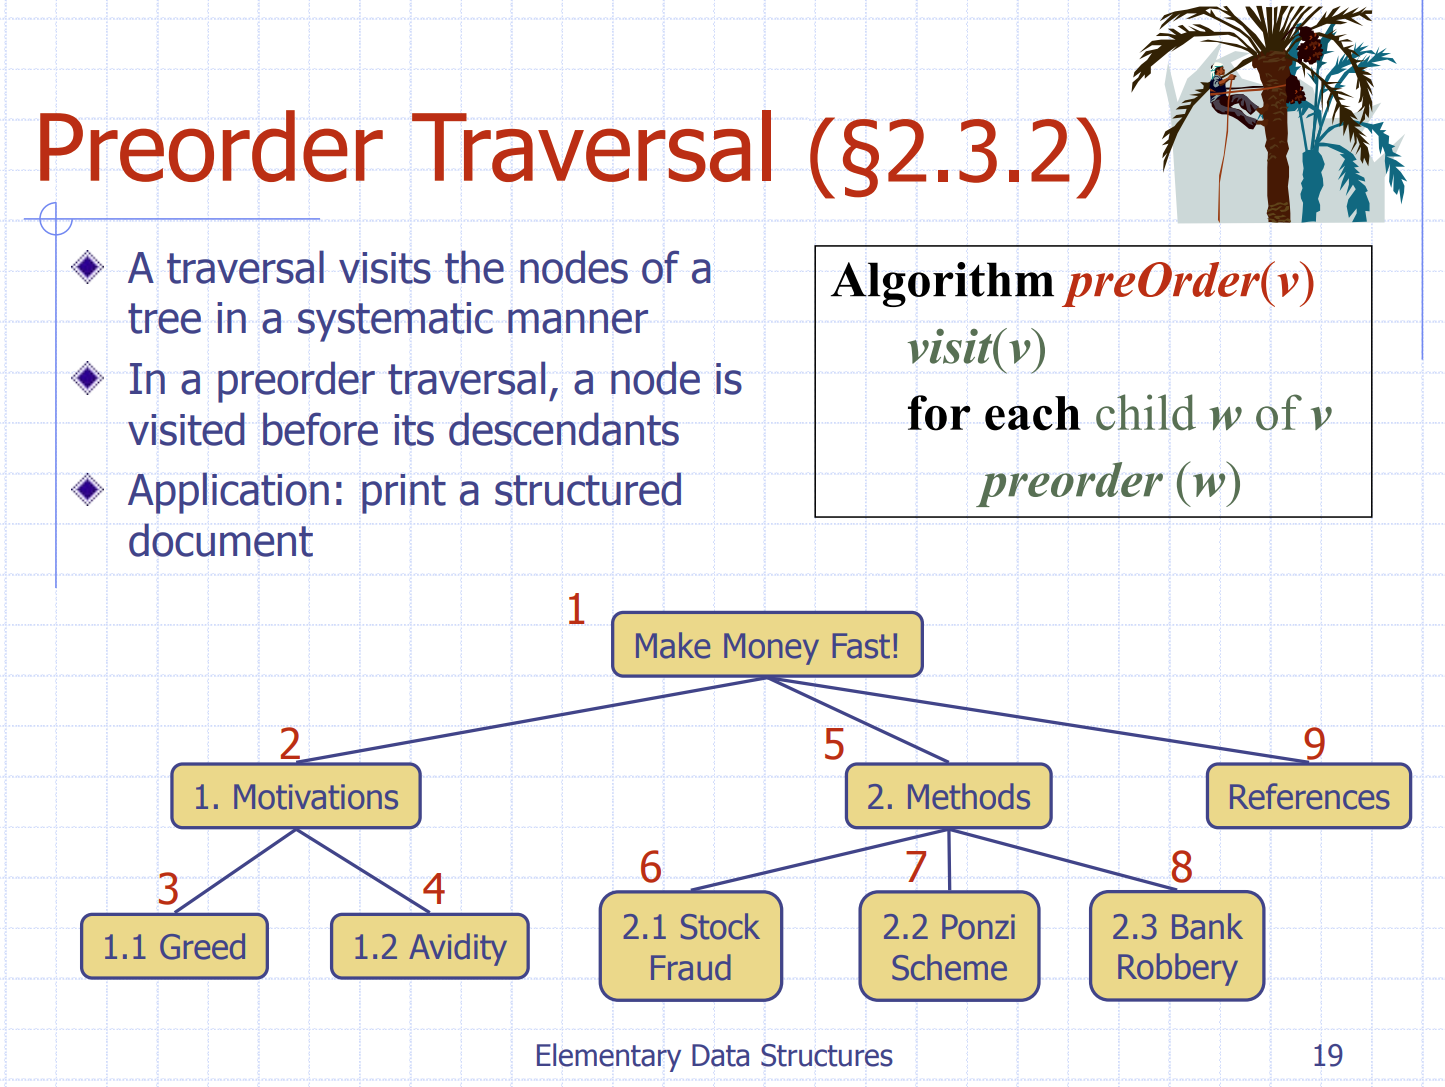 Preorder Traversal (§2.3.2)
A traversal visits the nodes of a
tree in a systematic manner
In a preorder traversal, a node is
visited before its descendants
Application: print a structured
document
Algorithm preOrder(v)
visit(v)
for each child w of v
preorder (w)
1
Make Money Fast!
2
5
9
1. Motivations
2. Methods
References
3
4
6
7
8
1.1 Greed
1.2 Avidity
2.1 Stock
Fraud
2.2 Ponzi
Scheme
2.3 Bank
Robbery
Elementary Data Structures
19